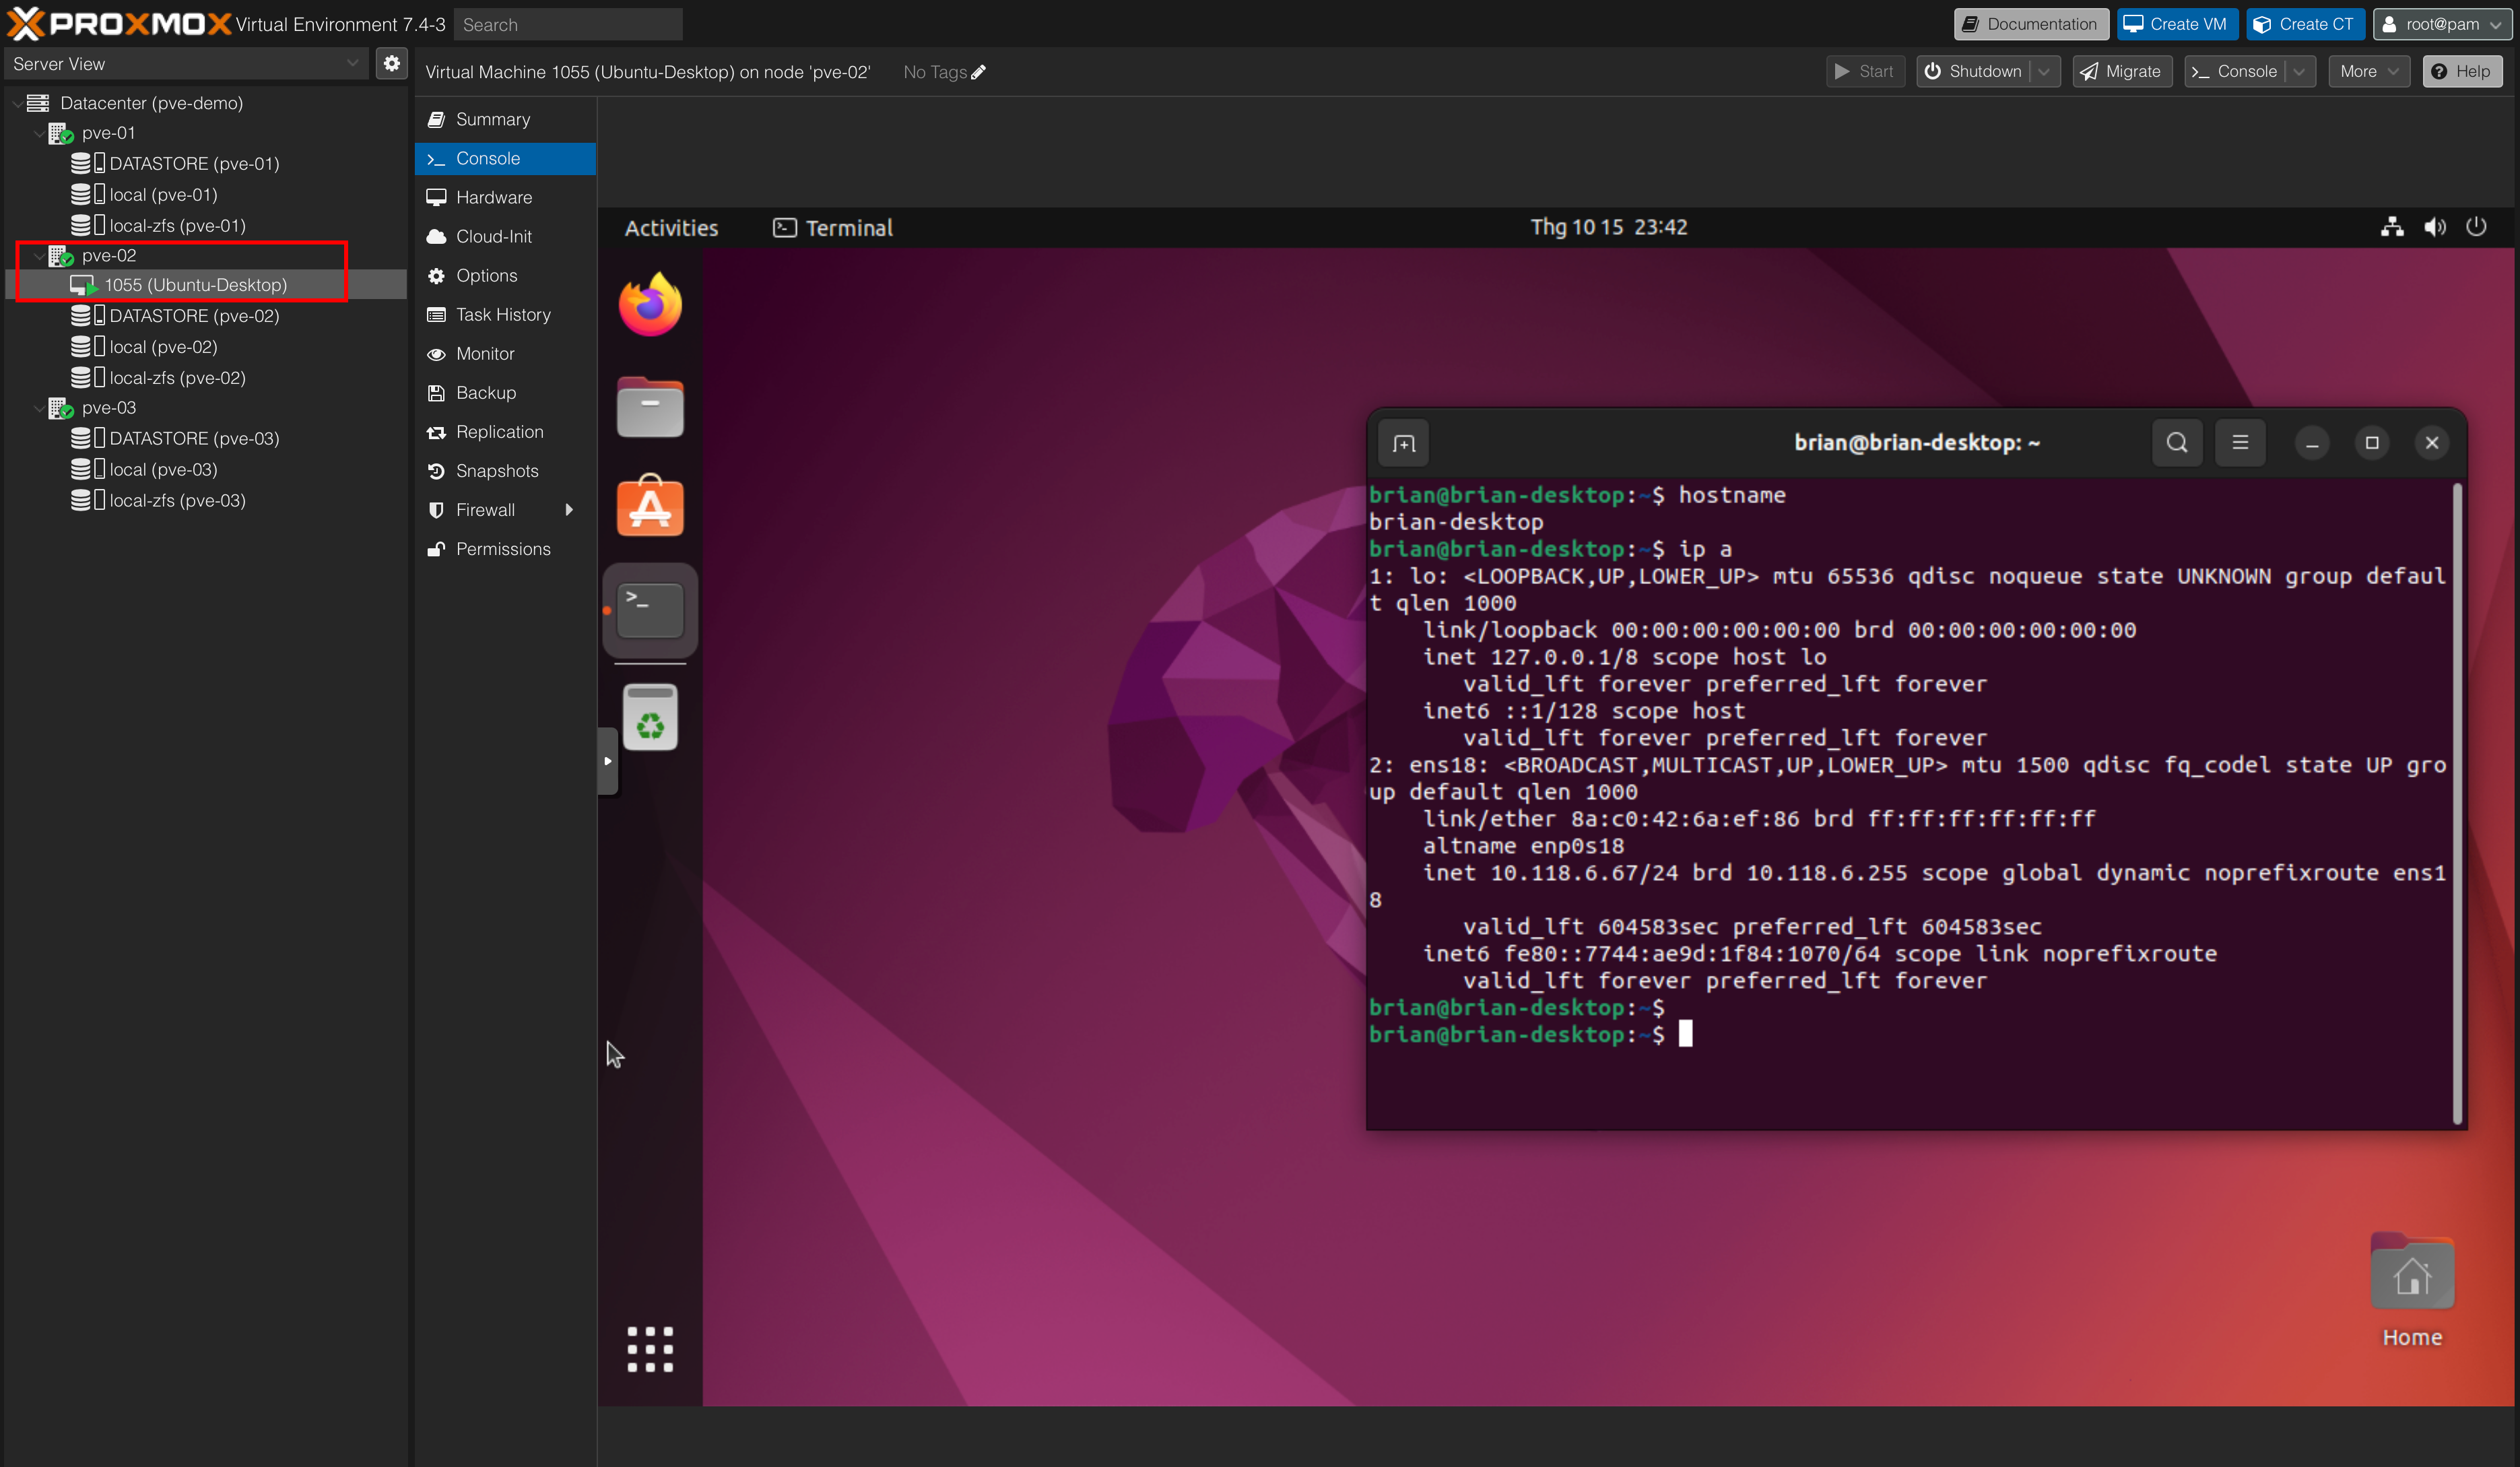 PROXMOX Virtual Environment 7.4-3 Search
Documentation Create VM Create CT root@pam
Server View
Datacenter (pve-demo)
pve-01
DATASTORE (pve-01)
local (pve-01)
local-zfs (pve-01)
pve-02
1055 (Ubuntu-Desktop)
DATASTORE (pve-02)
local (pve-02)
local-zfs (pve-02)
pve-03
DATASTORE (pve-03)
local (pve-03)
local-zfs (pve-03)
Virtual Machine 1055 (Ubuntu-Desktop) on node 'pve-02' No Tags
Start Shutdown Migrate >_ Console More Help
Summary
>_ Console
Hardware
Cloud-Init
Options
Task History
Monitor
Backup
Replication
Snapshots
Firewall
Permissions
Activities Terminal Thg 10 15 23:42
brian@brian-desktop: ~
brian@brian-desktop:~$ hostname
brian-desktop
brian@brian-desktop:~$ ip a
1: lo: <LOOPBACK,UP,LOWER_UP> mtu 65536 qdisc noqueue state UNKNOWN group defaul
t qlen 1000
link/loopback 00:00:00:00:00:00 brd 00:00:00:00:00:00
inet 127.0.0.1/8 scope host lo
valid_lft forever preferred_lft forever
inet6 ::1/128 scope host
valid_lft forever preferred_lft forever
2: ens18: <BROADCAST,MULTICAST,UP,LOWER_UP> mtu 1500 qdisc fq_codel state UP gro
up default qlen 1000
link/ether 8a:c0:42:6a:ef:86 brd ff:ff:ff:ff:ff:ff
altname enp0s18
inet 10.118.6.67/24 brd 10.118.6.255 scope global dynamic noprefixroute ens1
8
valid_lft 604583sec preferred_lft 604583sec
inet6 fe80::7744:ae9d:1f84:1070/64 scope link noprefixroute
valid_lft forever preferred_lft forever
brian@brian-desktop:~$
brian@brian-desktop:~$
Home